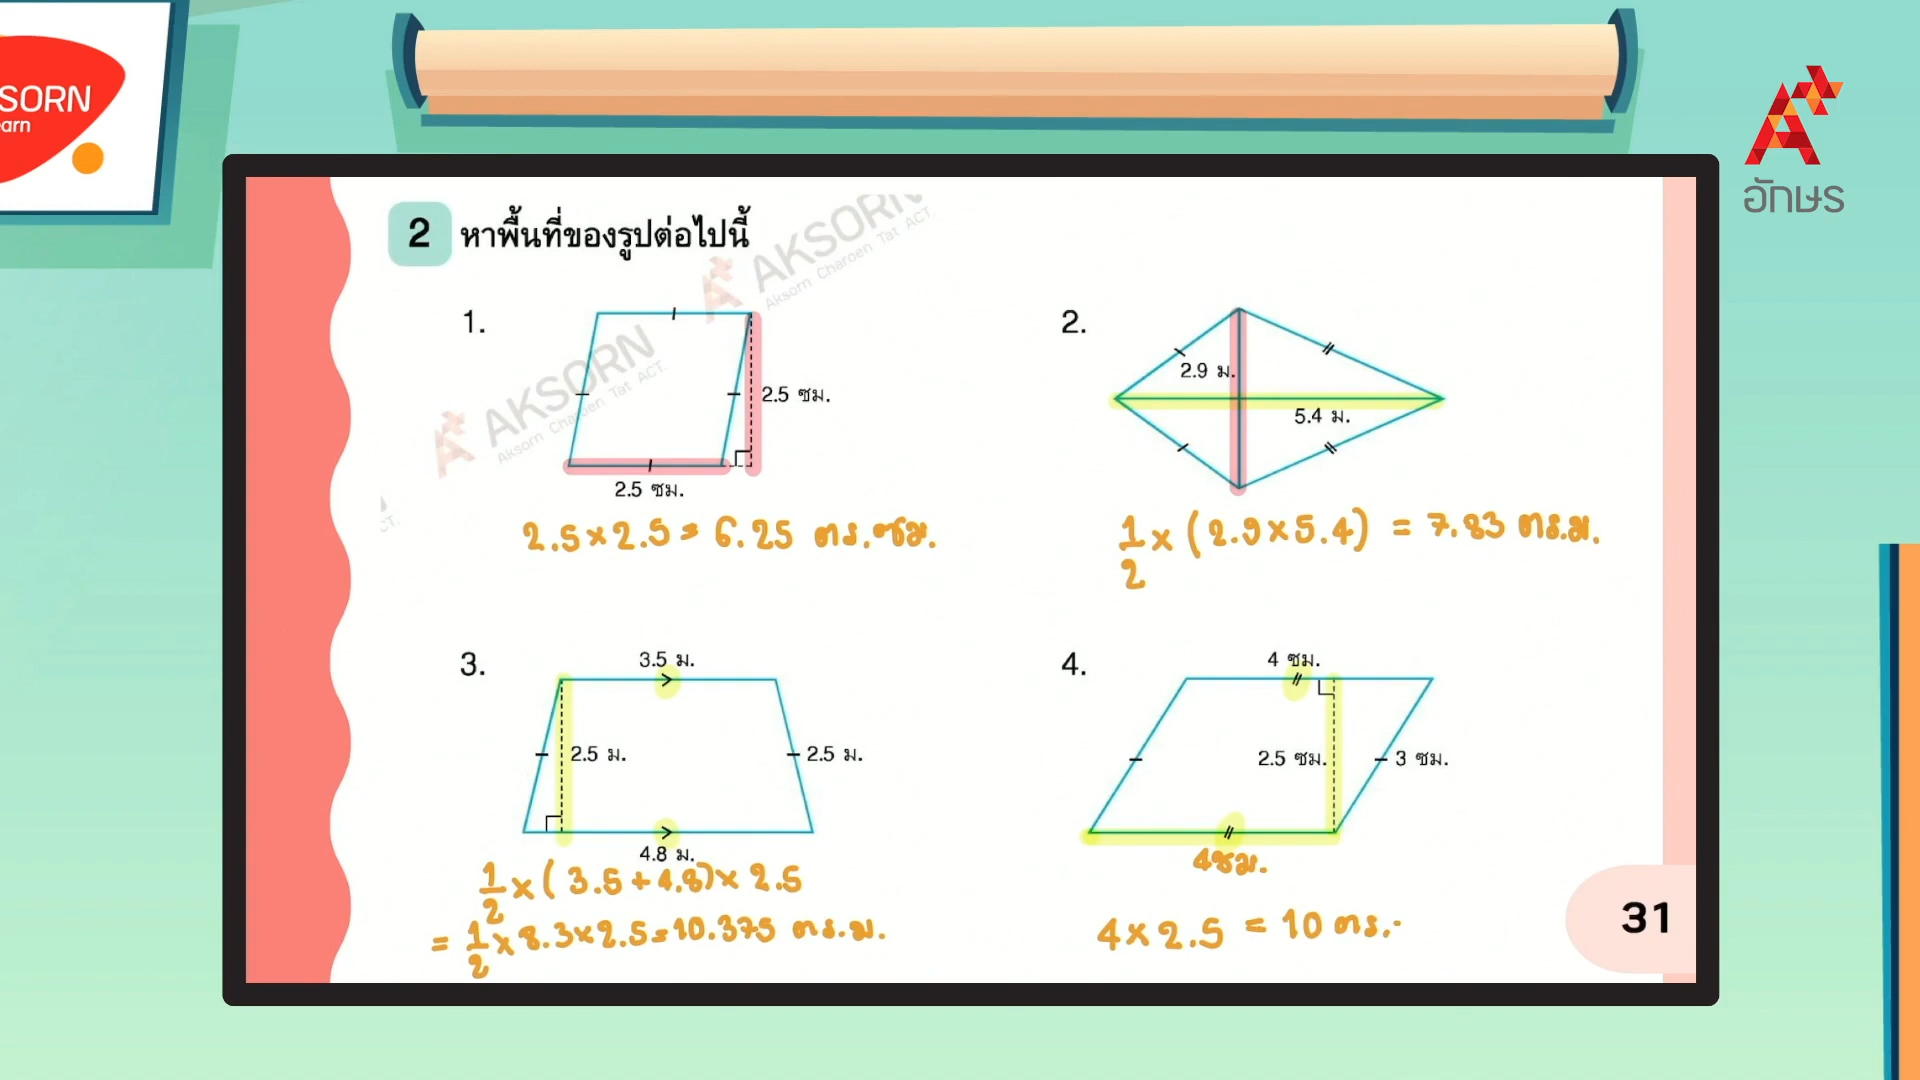 SORN
arn
อักษร
2 หาพื้นที่ของรูปต่อไปนี้
AKSORN
Aksorn Charoen Tat ACT.
AKSORN
Aksorn Charoen Tat ACT.
CT.
1.
2.5 ซม.
2.5 ซม.
2.5 × 2.5 = 6.25 ตร.ซม.
2.
2.9 ม.
5.4 ม.
1/2 × (2.9 × 5.4) = 7.83 ตร.ม.
3.
3.5 ม.
2.5 ม.
2.5 ม.
4.8 ม.
1/2 × (3.5 + 4.8) × 2.5
= 1/2 × 8.3 × 2.5 = 10.375 ตร.ม.
4.
4 ซม.
2.5 ซม.
3 ซม.
4 ซม.
4 × 2.5 = 10 ตร.
31